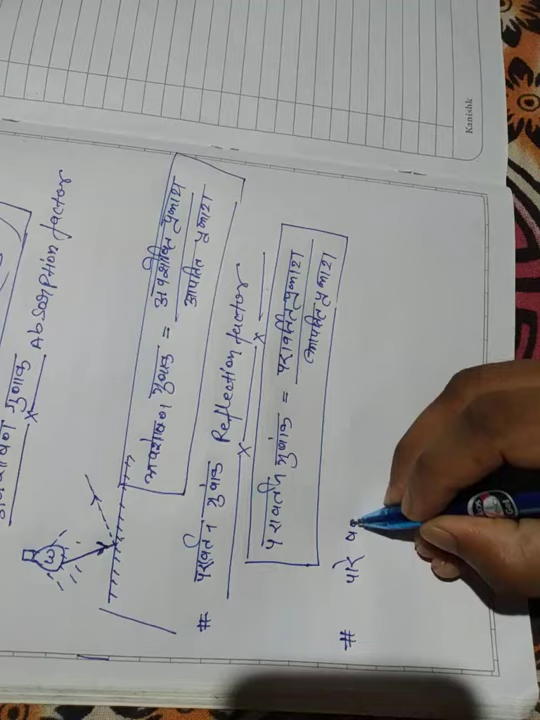 अवशोषण गुणांक Absorption factor
W
अवशोषण गुणांक = अवशोषित प्रकाश
आपतित प्रकाश
# परावर्तन गुणांक Reflection factor
परावर्तन गुणांक = परावर्तित प्रकाश
आपतित प्रकाश
# पारे
Kanishk